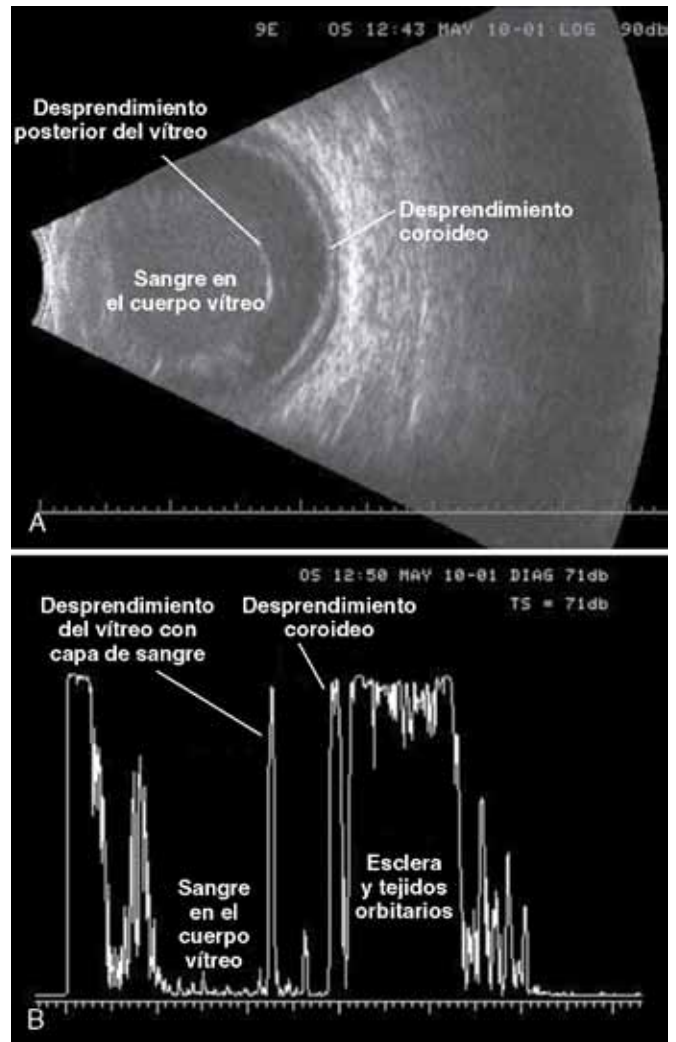 9E OS 12:43 MAY 10-01 LOG 90db
Desprendimiento
posterior del vítreo
Desprendimiento
coroideo
Sangre en
el cuerpo vítreo
A
OS 12:50 MAY 10-01 DIAG 71db
TS = 71db
Desprendimiento
del vítreo con
capa de sangre
Desprendimiento
coroideo
Sangre
en el
cuerpo
vítreo
Esclera
y tejidos
orbitarios
B